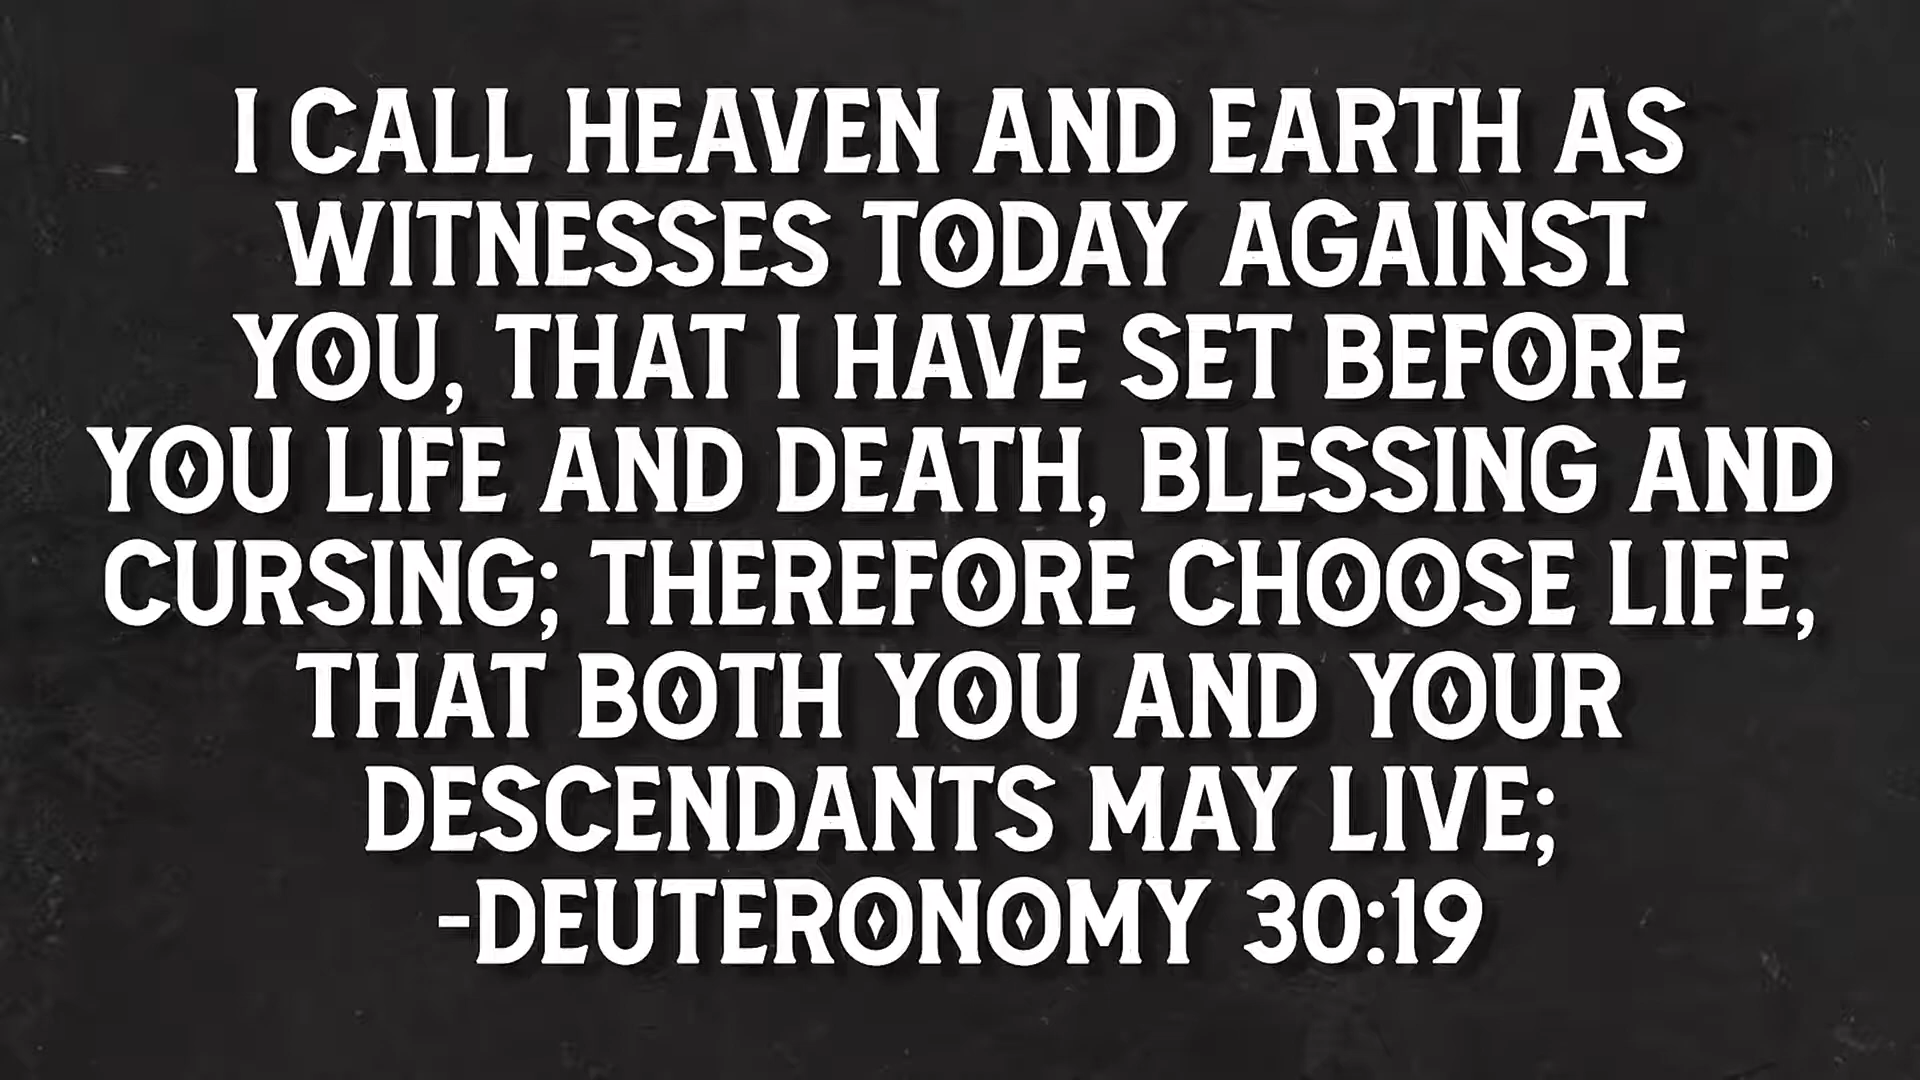 I CALL HEAVEN AND EARTH AS
WITNESSES TODAY AGAINST
YOU, THAT I HAVE SET BEFORE
YOU LIFE AND DEATH, BLESSING AND
CURSING; THEREFORE CHOOSE LIFE,
THAT BOTH YOU AND YOUR
DESCENDANTS MAY LIVE;
-DEUTERONOMY 30:19